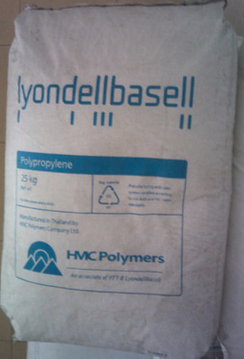 lyondellbasell
Polypropylene
25 kg
Manufactured in Thailand by
HMC Polymers Company Ltd.
HMC Polymers
An associate of PTT & LyondellBasell